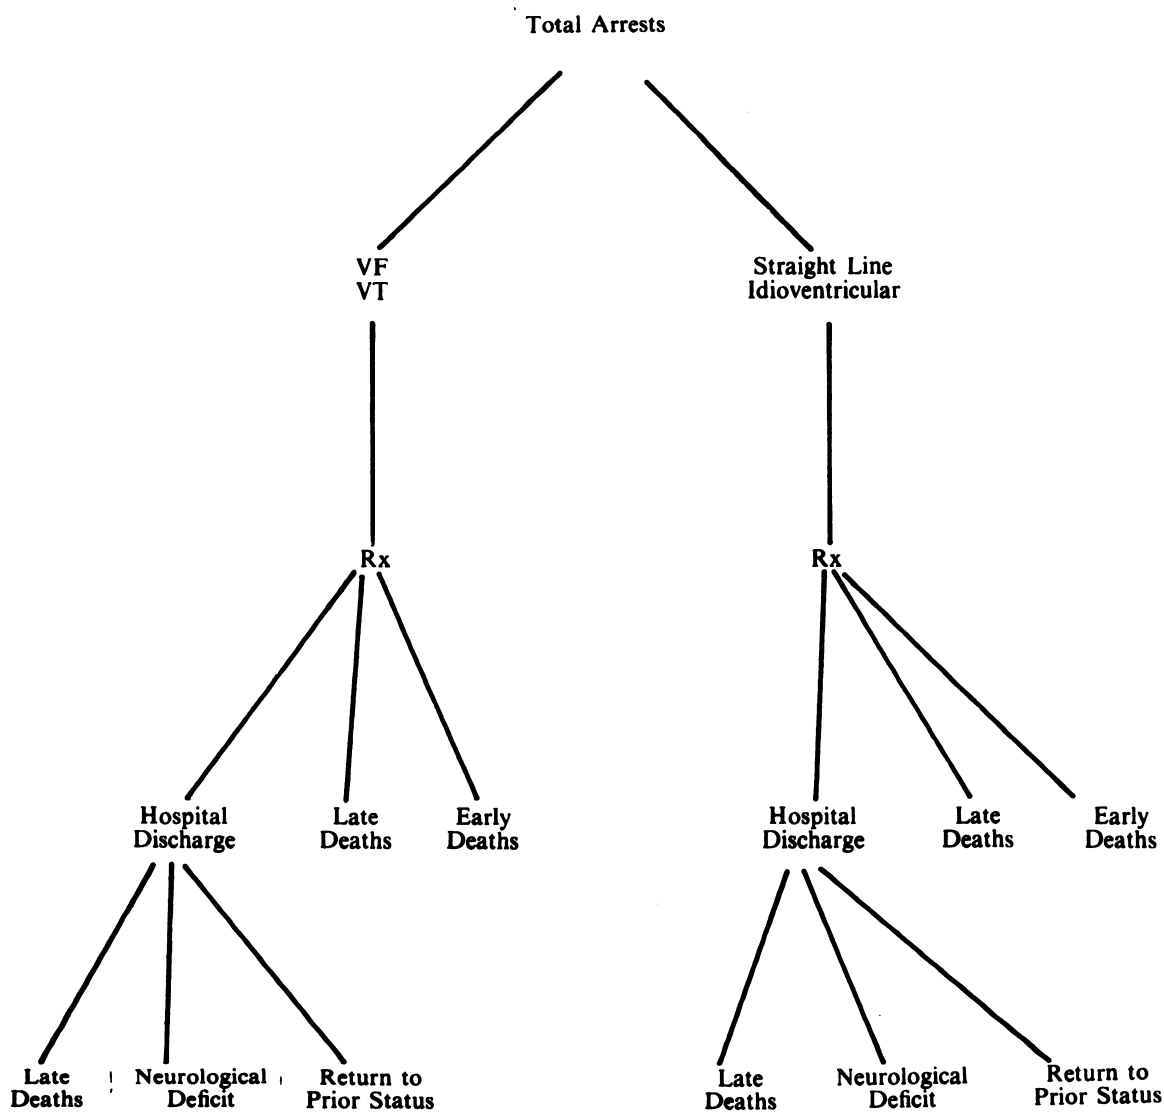 Total Arrests
VF
VT
Straight Line
Idioventricular
Rx
Rx
Hospital
Discharge
Late
Deaths
Early
Deaths
Hospital
Discharge
Late
Deaths
Early
Deaths
Late
Deaths
Neurological
Deficit
Return to
Prior Status
Late
Deaths
Neurological
Deficit
Return to
Prior Status